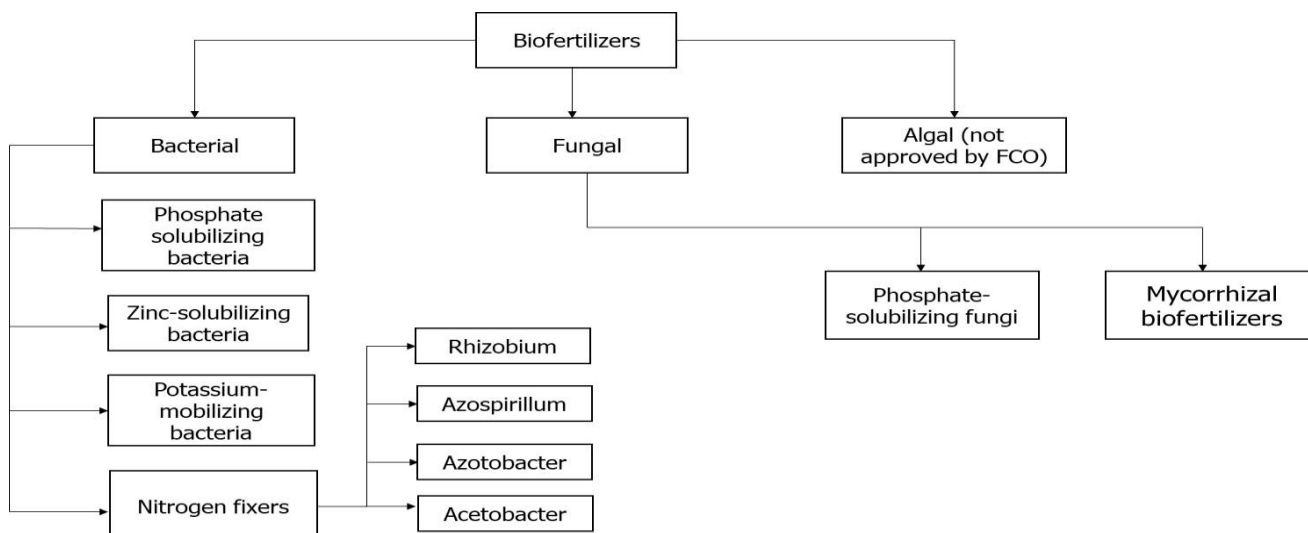 Biofertilizers
Bacterial
Fungal
Algal (not
approved by FCO)
Phosphate
solubilizing
bacteria
Phosphate-
solubilizing fungi
Mycorrhizal
biofertilizers
Zinc-solubilizing
bacteria
Potassium-
mobilizing
bacteria
Nitrogen fixers
Rhizobium
Azospirillum
Azotobacter
Acetobacter